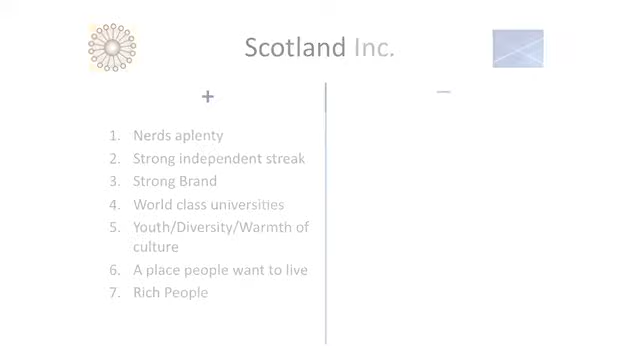 Scotland Inc.
+
–
1. Nerds aplenty
2. Strong independent streak
3. Strong Brand
4. World class universities
5. Youth/Diversity/Warmth of
culture
6. A place people want to live
7. Rich People